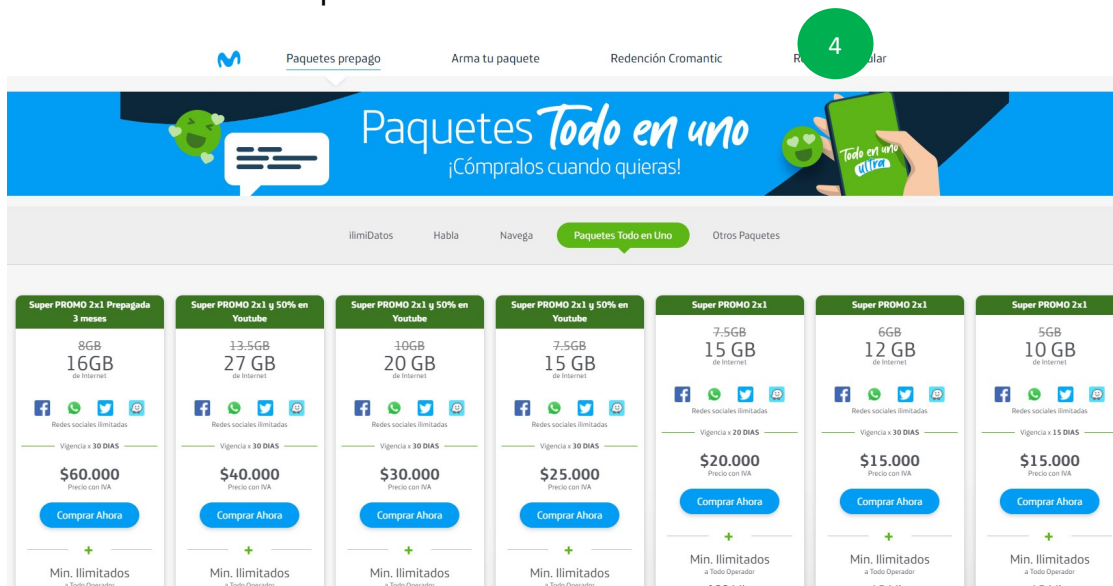 Paquetes prepago
Arma tu paquete
Redención Cromantic
4
Paquetes Todo en uno
¡Cómpralos cuando quieras!
Todo en uno
ultra
ilimiDatos
Habla
Navega
Paquetes Todo en Uno
Otros Paquetes
Super PROMO 2x1 Prepagada
3 meses
8GB
16GB
de Internet
Redes sociales ilimitadas
Vigencia x 30 DIAS
$60.000
Precio con IVA
Comprar Ahora
+
Min. Ilimitados
a Todo Operador
Super PROMO 2x1 y 50% en
Youtube
13.5GB
27 GB
de Internet
Redes sociales ilimitadas
Vigencia x 30 DIAS
$40.000
Precio con IVA
Comprar Ahora
+
Min. Ilimitados
a Todo Operador
Super PROMO 2x1 y 50% en
Youtube
10GB
20 GB
de Internet
Redes sociales ilimitadas
Vigencia x 30 DIAS
$30.000
Precio con IVA
Comprar Ahora
+
Min. Ilimitados
a Todo Operador
Super PROMO 2x1 y 50% en
Youtube
7.5GB
15 GB
de Internet
Redes sociales ilimitadas
Vigencia x 30 DIAS
$25.000
Precio con IVA
Comprar Ahora
+
Min. Ilimitados
a Todo Operador
Super PROMO 2x1
7.5GB
15 GB
de Internet
Redes sociales ilimitadas
Vigencia x 20 DIAS
$20.000
Precio con IVA
Comprar Ahora
+
Min. Ilimitados
a Todo Operador
Super PROMO 2x1
6GB
12 GB
de Internet
Redes sociales ilimitadas
Vigencia x 30 DIAS
$15.000
Precio con IVA
Comprar Ahora
+
Min. Ilimitados
a Todo Operador
Super PROMO 2x1
5GB
10 GB
de Internet
Redes sociales ilimitadas
Vigencia x 15 DIAS
$15.000
Precio con IVA
Comprar Ahora
+
Min. Ilimitados
a Todo Operador